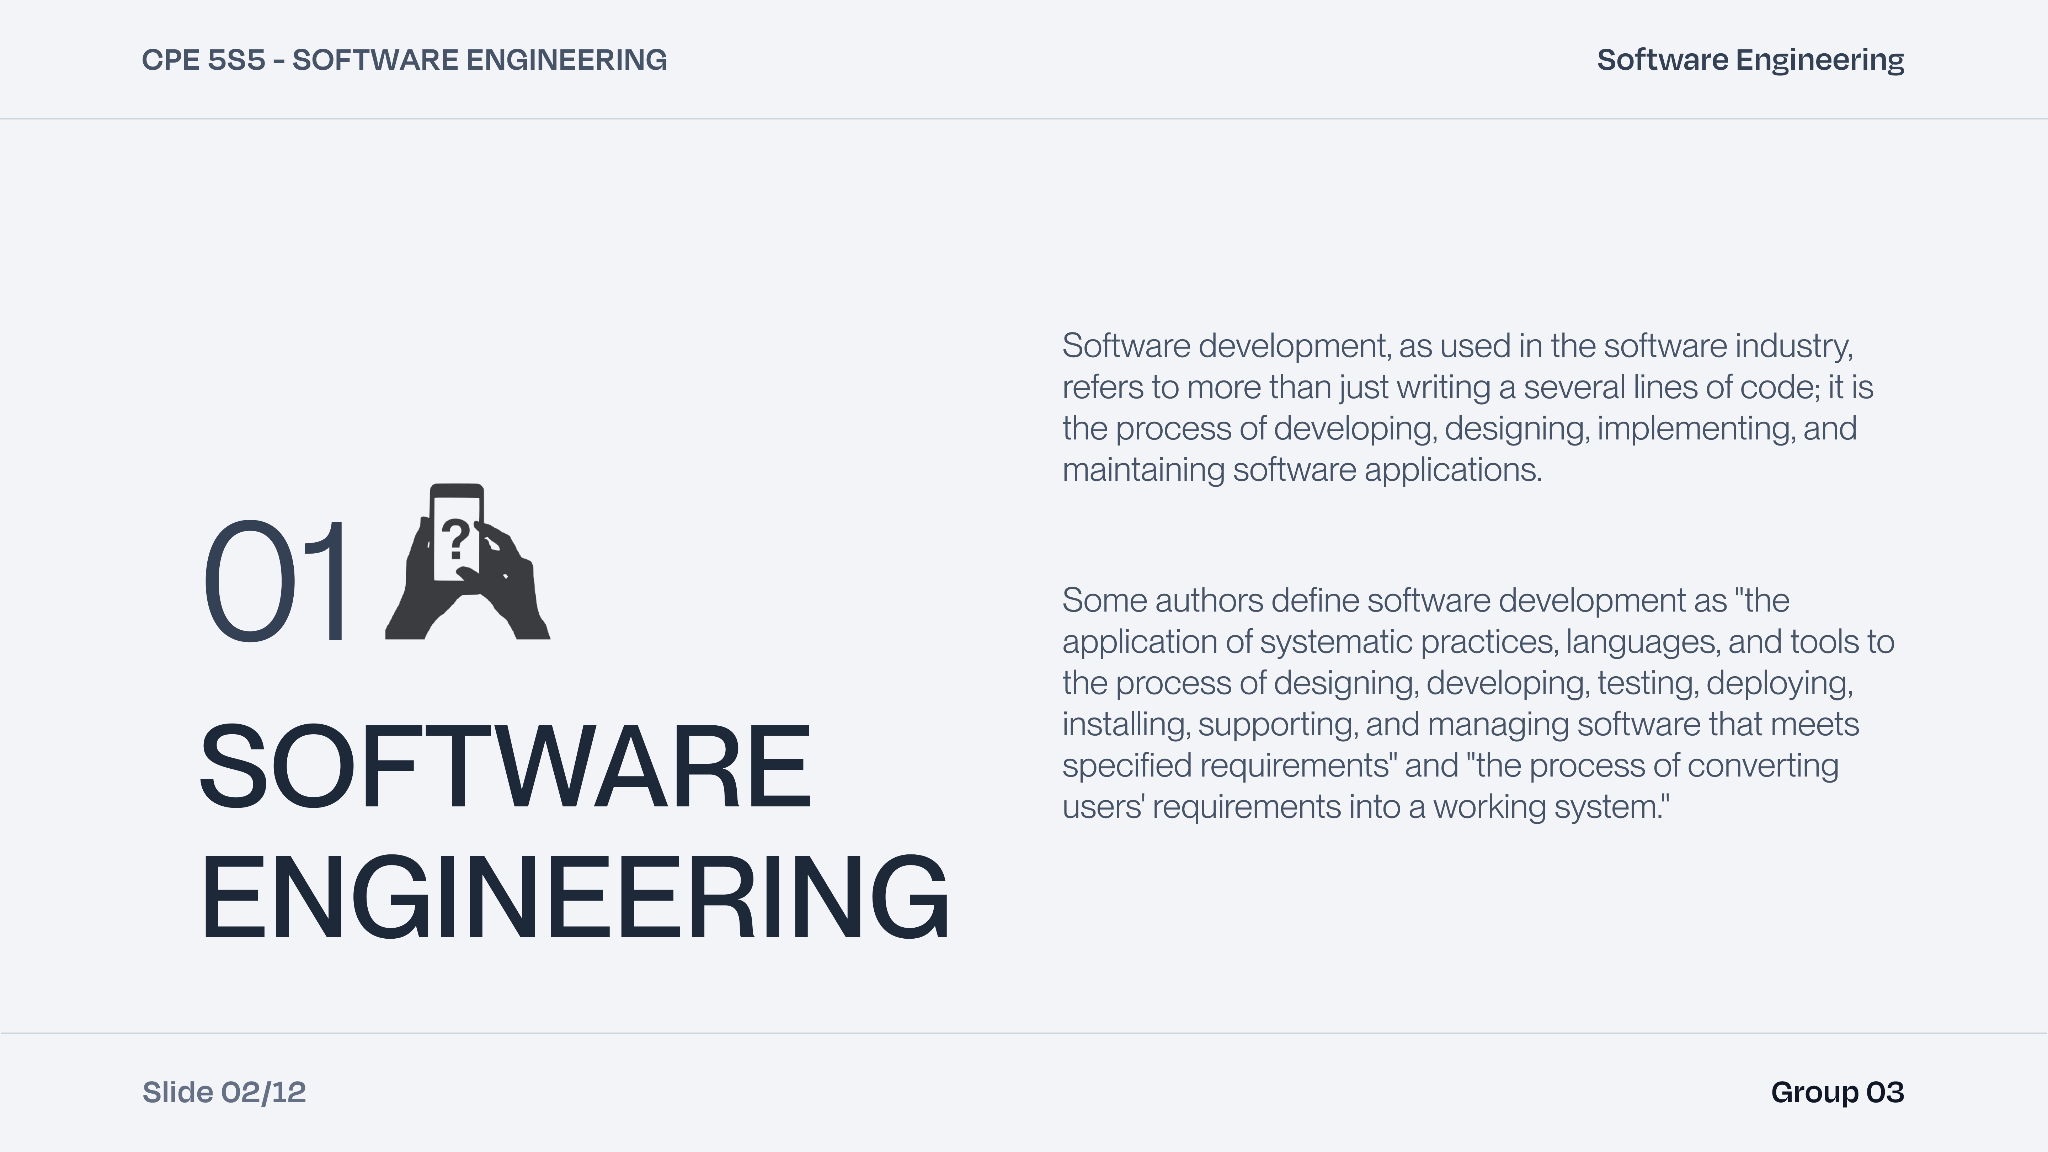 CPE 5S5 - SOFTWARE ENGINEERING
Software Engineering
01
?
SOFTWARE
ENGINEERING
Software development, as used in the software industry,
refers to more than just writing a several lines of code; it is
the process of developing, designing, implementing, and
maintaining software applications.
Some authors define software development as "the
application of systematic practices, languages, and tools to
the process of designing, developing, testing, deploying,
installing, supporting, and managing software that meets
specified requirements" and "the process of converting
users' requirements into a working system."
Slide 02/12
Group 03